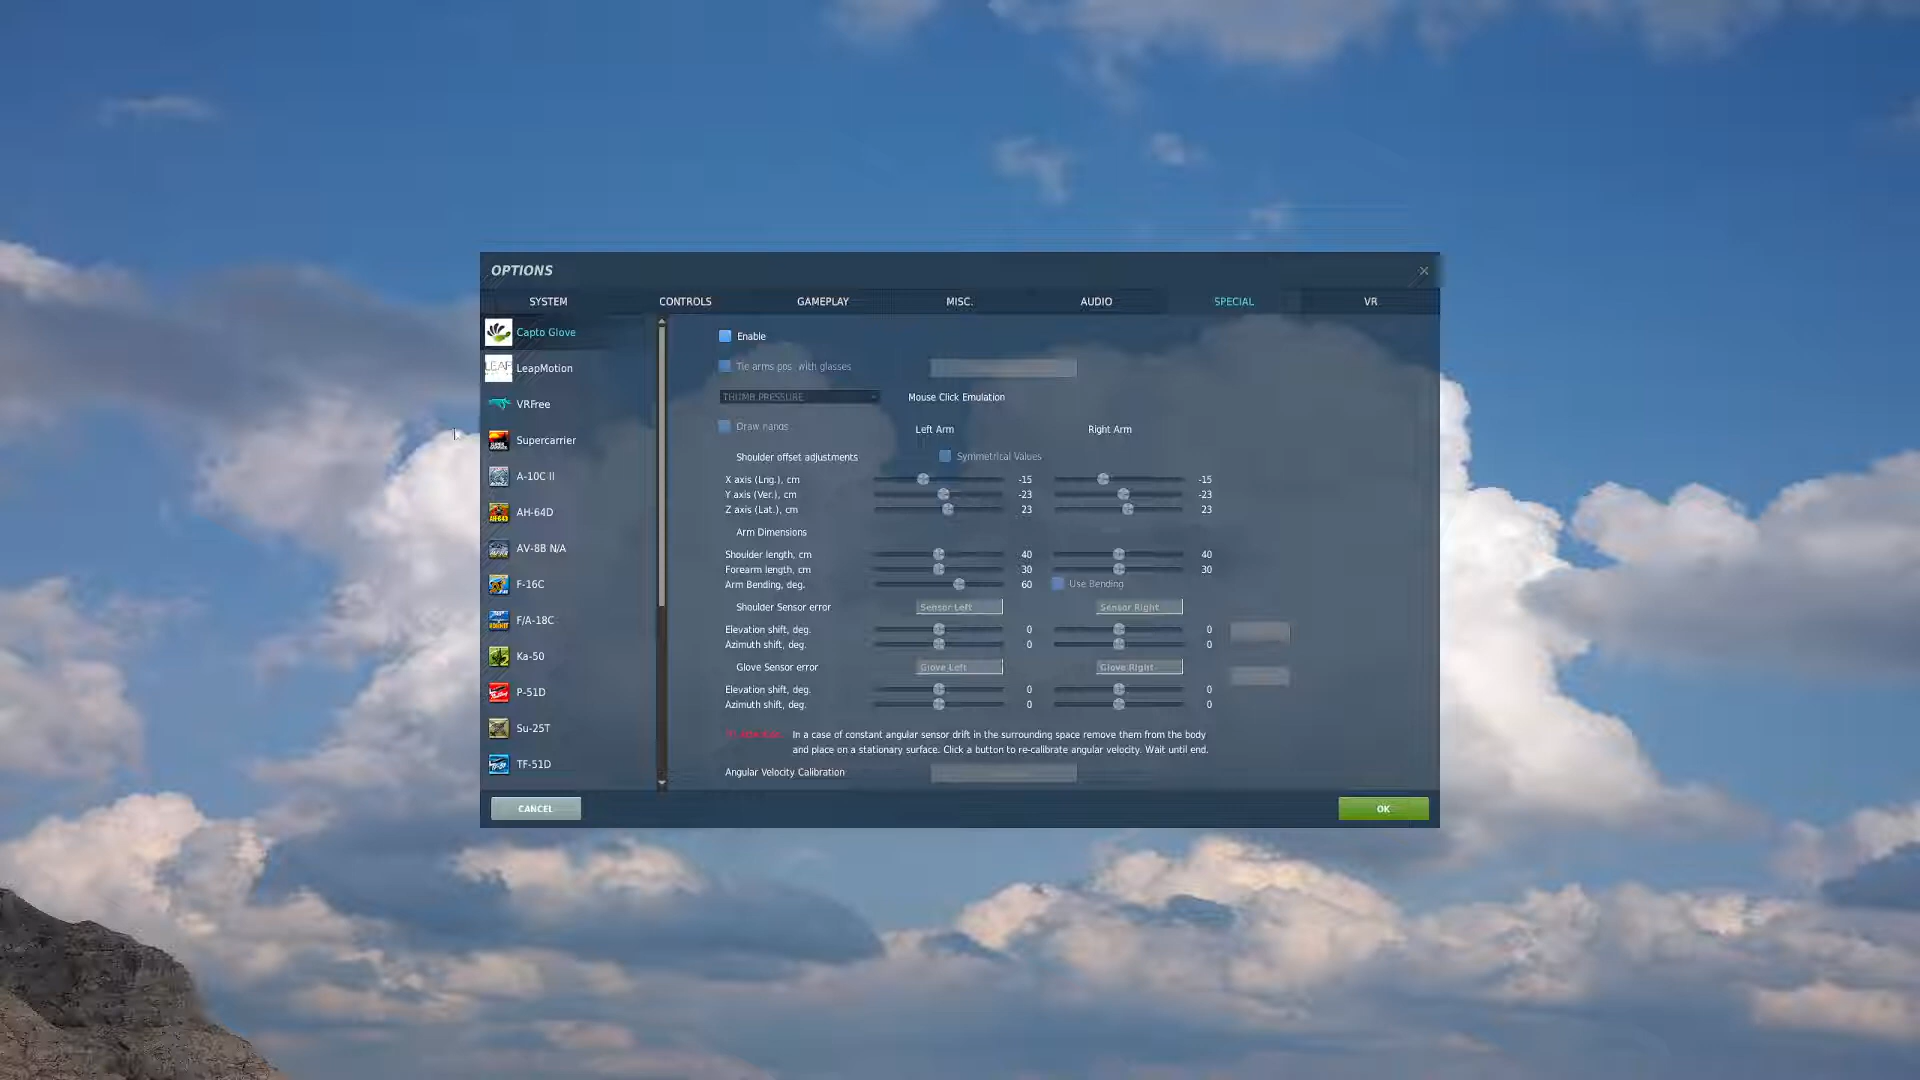 OPTIONS
SYSTEM CONTROLS GAMEPLAY MISC. AUDIO SPECIAL VR
Capto Glove
LeapMotion
VRFree
Supercarrier
A-10C II
AH-64D
AV-8B N/A
F-16C
F/A-18C
Ka-50
P-51D
Su-25T
TF-51D
Enable
Tie arms pos. with glasses
THUMB PRESSURE Mouse Click Emulation
Draw hands Left Arm Right Arm
Shoulder offset adjustments Symmetrical Values
X axis (Lng.), cm -15 -15
Y axis (Ver.), cm -23 -23
Z axis (Lat.), cm 23 23
Arm Dimensions
Shoulder length, cm 40 40
Forearm length, cm 30 30
Arm Bending, deg. 60 Use Bending
Shoulder Sensor error Sensor Left Sensor Right
Elevation shift, deg. 0 0
Azimuth shift, deg. 0 0
Glove Sensor error Glove Left Glove Right
Elevation shift, deg. 0 0
Azimuth shift, deg. 0 0
In a case of constant angular sensor drift in the surrounding space remove them from the body
and place on a stationary surface. Click a button to re-calibrate angular velocity. Wait until end.
Angular Velocity Calibration
CANCEL OK